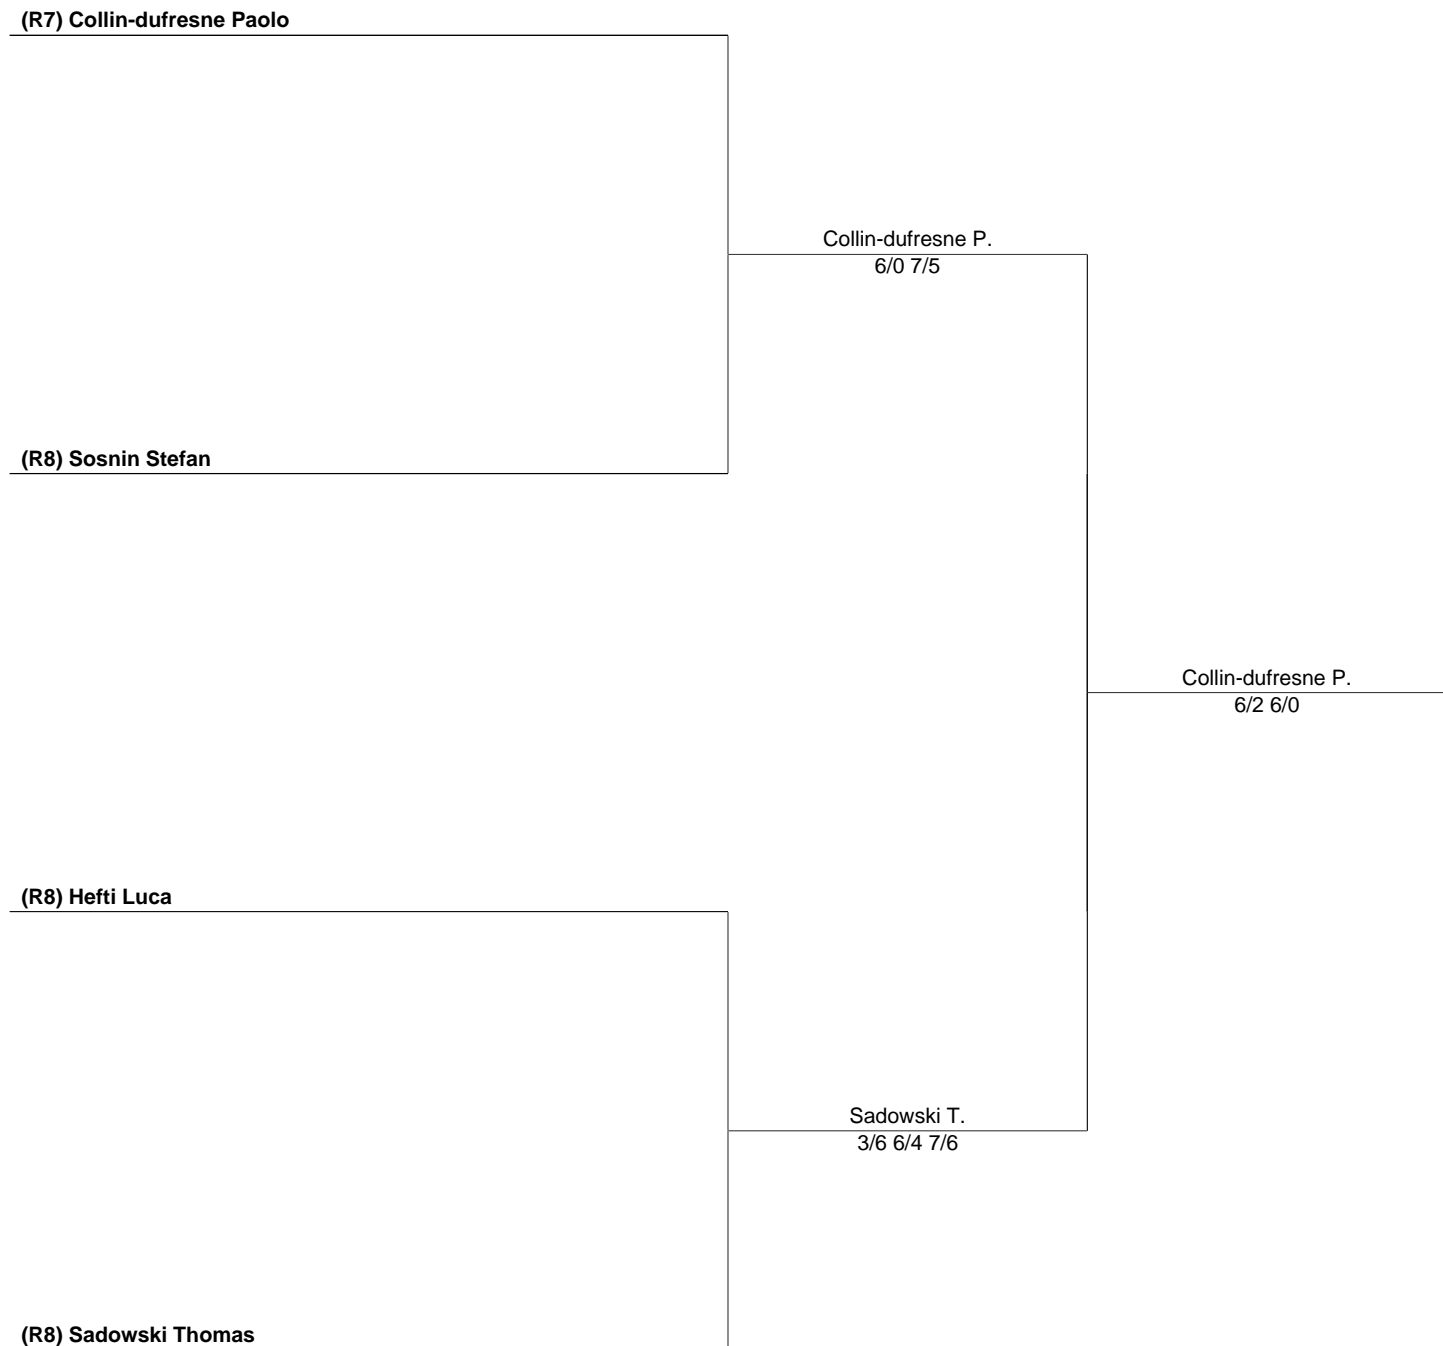 (R7) Collin-dufresne Paolo
Collin-dufresne P.
6/0 7/5
(R8) Sosnin Stefan
Collin-dufresne P.
6/2 6/0
(R8) Hefti Luca
Sadowski T.
3/6 6/4 7/6
(R8) Sadowski Thomas